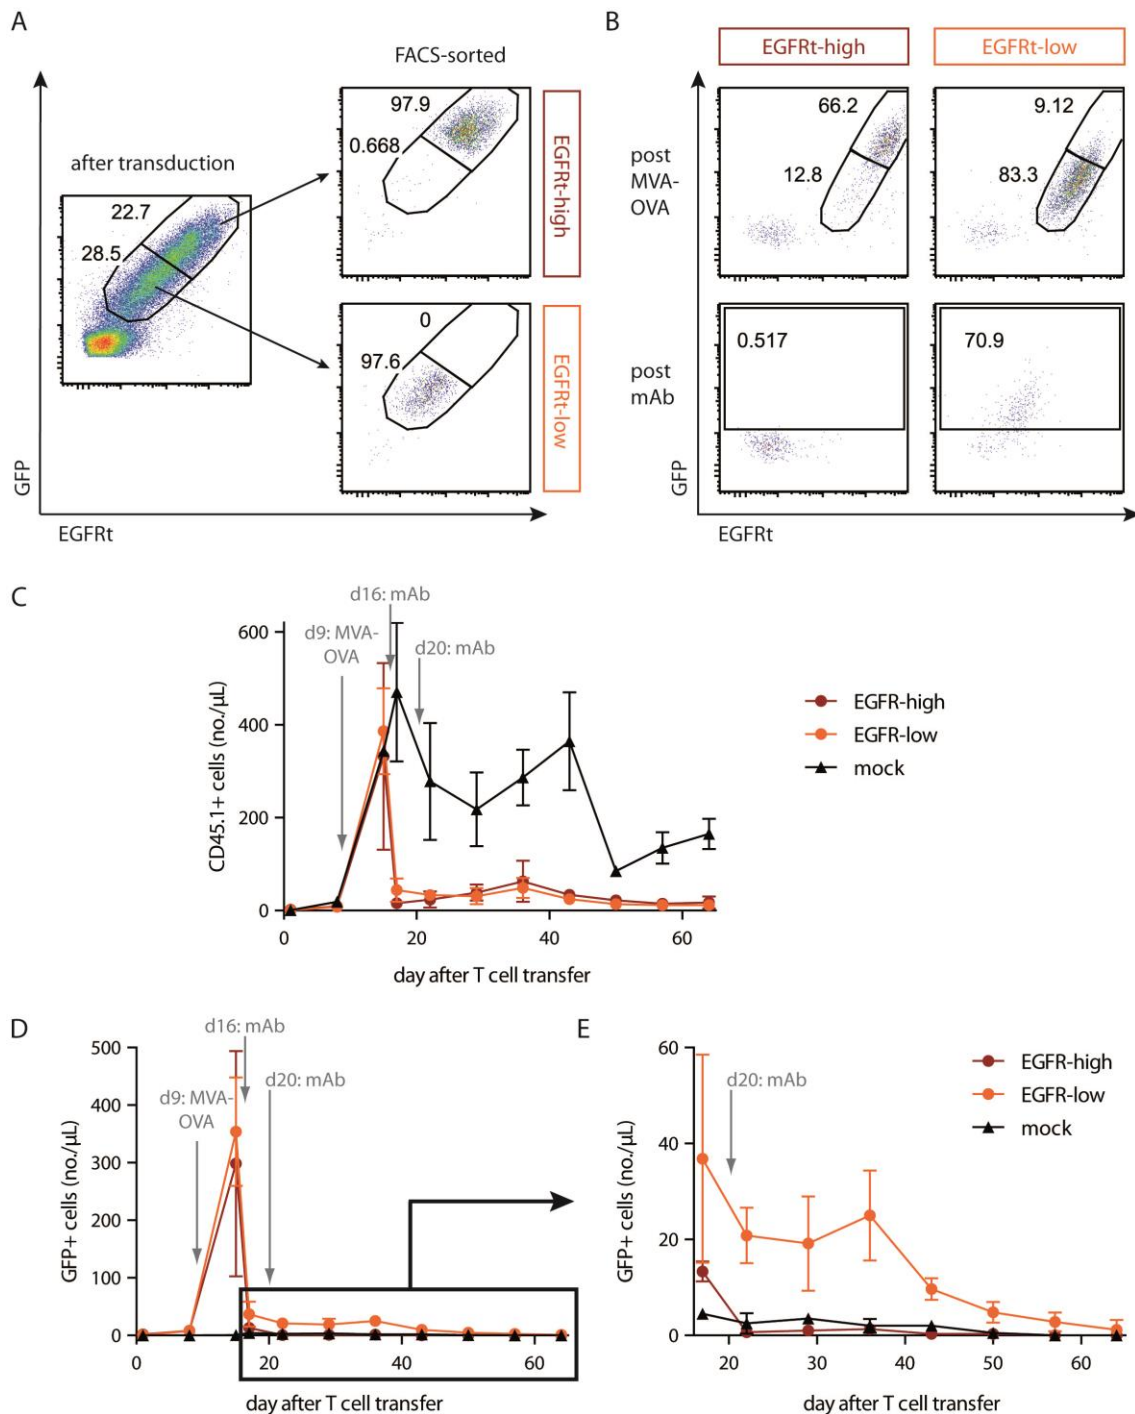 A
FACS-sorted
after transduction
22.7
28.5
97.9
0.668
EGFRt-high
0
97.6
EGFRt-low
GFP
EGFRt
B
EGFRt-high
EGFRt-low
post
MVA-
OVA
66.2
12.8
9.12
83.3
post
mAb
0.517
70.9
GFP
EGFRt
C
d16: mAb
d9: MVA-
OVA
d20: mAb
600
400
200
0
CD45.1+ cells (no./µL)
0
20
40
60
day after T cell transfer
EGFR-high
EGFR-low
mock
D
d16: mAb
d9: MVA-
OVA
d20: mAb
500
400
300
200
100
0
GFP+ cells (no./µL)
0
20
40
60
day after T cell transfer
E
d20: mAb
60
40
20
0
GFP+ cells (no./µL)
20
30
40
50
60
day after T cell transfer
EGFR-high
EGFR-low
mock